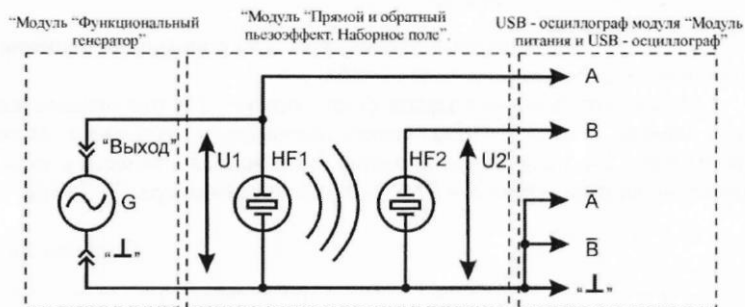 “Модуль “Функциональный
генератор”
“Модуль “Прямой и обратный
пьезоэффект. Наборное поле”.
USB - осциллограф модуля “Модуль
питания и USB - осциллограф”
A
“Выход”
U1
HF1
HF2
U2
B
G
A̅
B̅
“⊥”
“⊥”